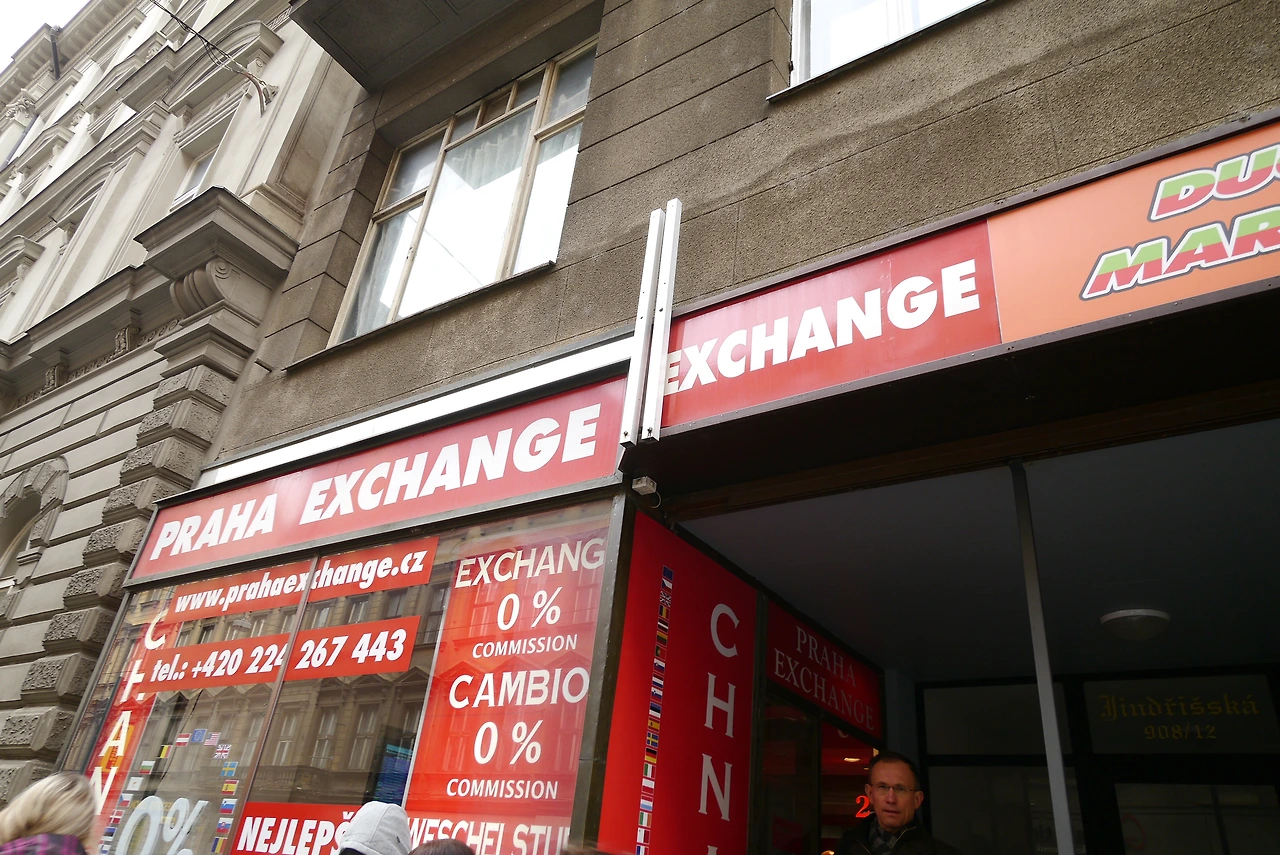 PRAHA EXCHANGE
EXCHANGE
www.prahaexchange.cz
tel.: +420 224 267 443
EXCHANG
0 %
COMMISSION
CAMBIO
0 %
COMMISSION
0%
PRAHA
EXCHANGE
Jindřišská
908/12